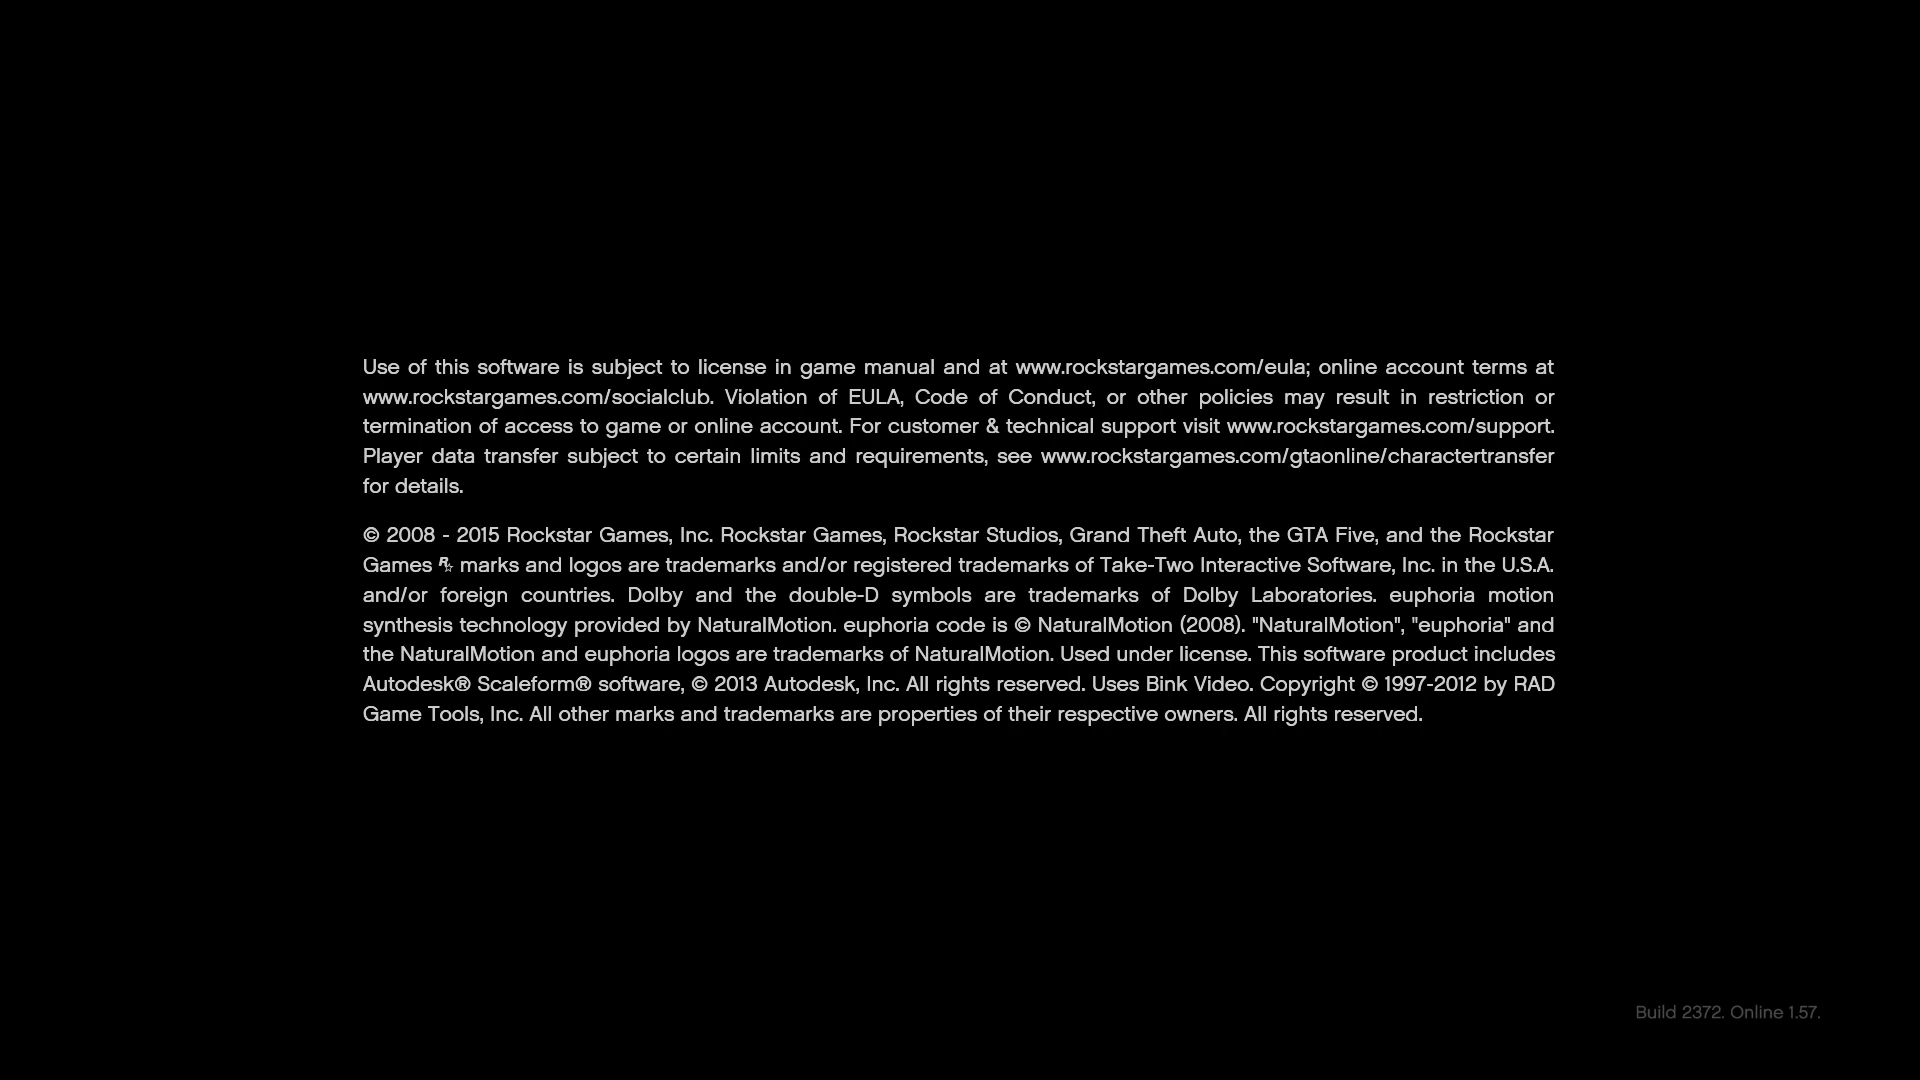 Use of this software is subject to license in game manual and at www.rockstargames.com/eula; online account terms at
www.rockstargames.com/socialclub. Violation of EULA, Code of Conduct, or other policies may result in restriction or
termination of access to game or online account. For customer & technical support visit www.rockstargames.com/support.
Player data transfer subject to certain limits and requirements, see www.rockstargames.com/gtaonline/charactertransfer
for details.
© 2008 - 2015 Rockstar Games, Inc. Rockstar Games, Rockstar Studios, Grand Theft Auto, the GTA Five, and the Rockstar
Games R☆ marks and logos are trademarks and/or registered trademarks of Take-Two Interactive Software, Inc. in the U.S.A.
and/or foreign countries. Dolby and the double-D symbols are trademarks of Dolby Laboratories. euphoria motion
synthesis technology provided by NaturalMotion. euphoria code is © NaturalMotion (2008). "NaturalMotion", "euphoria" and
the NaturalMotion and euphoria logos are trademarks of NaturalMotion. Used under license. This software product includes
Autodesk® Scaleform® software, © 2013 Autodesk, Inc. All rights reserved. Uses Bink Video. Copyright © 1997-2012 by RAD
Game Tools, Inc. All other marks and trademarks are properties of their respective owners. All rights reserved.
Build 2372. Online 1.57.